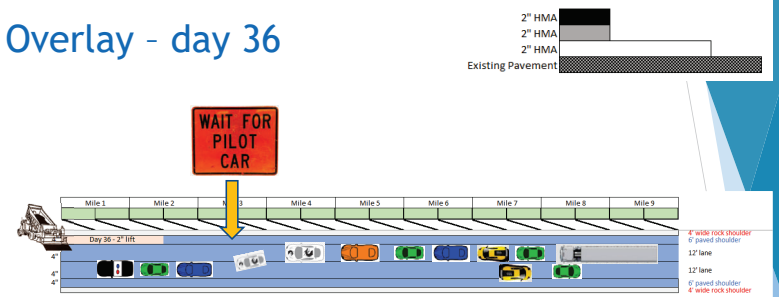 Overlay – day 36
2" HMA
2" HMA
2" HMA
Existing Pavement
WAIT FOR
PILOT
CAR
Mile 1 Mile 2 3 Mile 4 Mile 5 Mile 6 Mile 7 Mile 8 Mile 9
Day 36 - 2" lift
4"
4"
4"
4' wide rock shoulder
6' paved shoulder
12' lane
12' lane
6' paved shoulder
4' wide rock shoulder